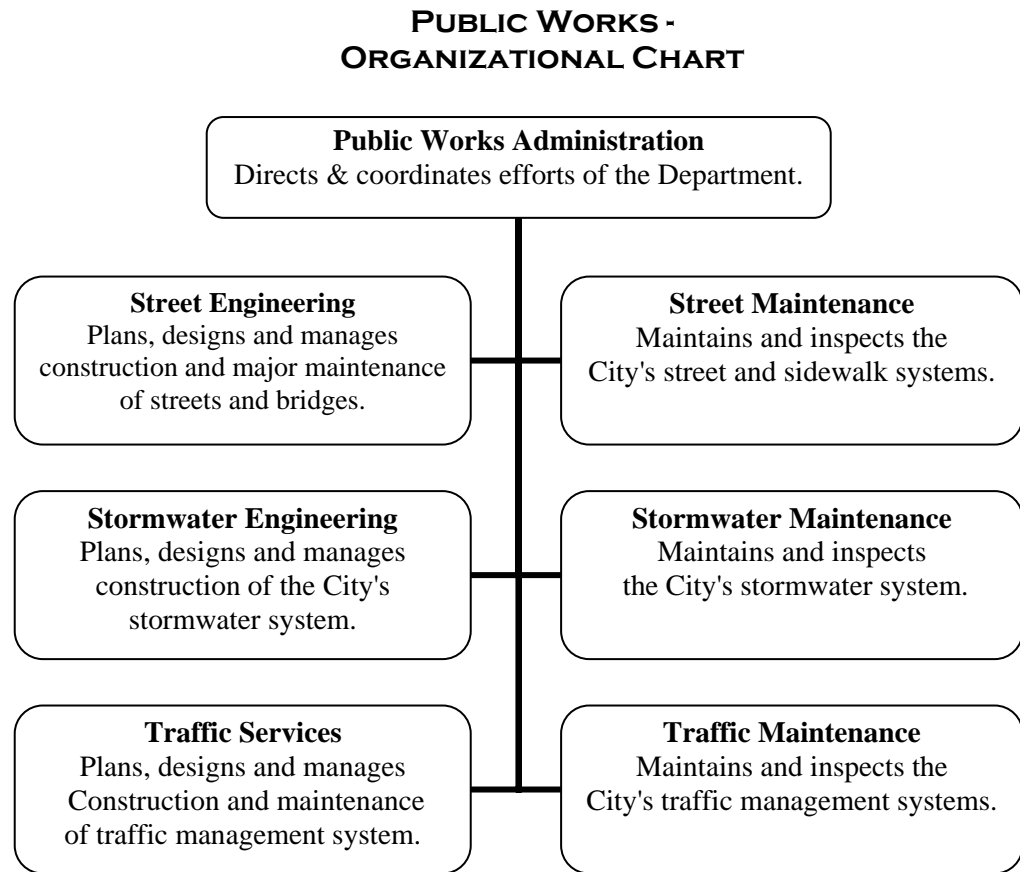 PUBLIC WORKS -
ORGANIZATIONAL CHART
Public Works Administration
Directs & coordinates efforts of the Department.
Street Engineering
Plans, designs and manages
construction and major maintenance
of streets and bridges.
Street Maintenance
Maintains and inspects the
City's street and sidewalk systems.
Stormwater Engineering
Plans, designs and manages
construction of the City's
stormwater system.
Stormwater Maintenance
Maintains and inspects
the City's stormwater system.
Traffic Services
Plans, designs and manages
Construction and maintenance
of traffic management system.
Traffic Maintenance
Maintains and inspects the
City's traffic management systems.